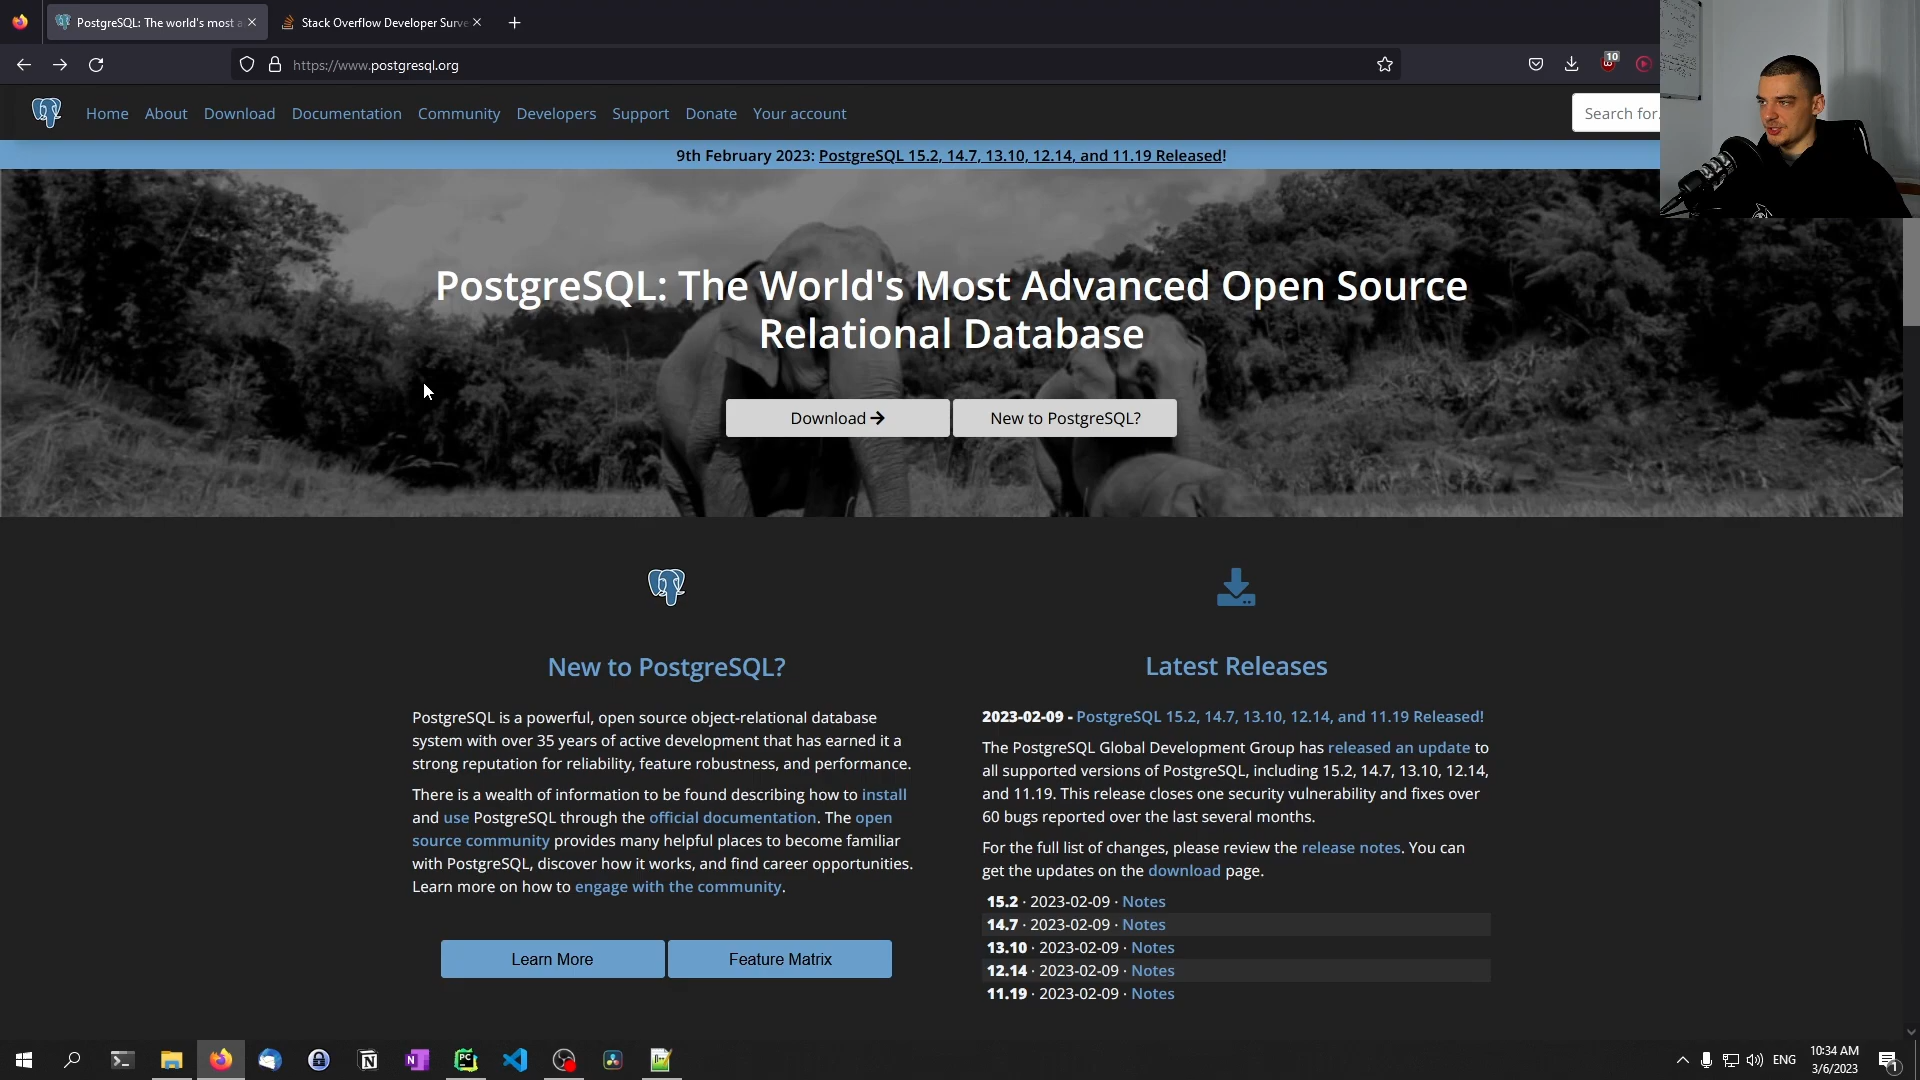 PostgreSQL: The world's most a
Stack Overflow Developer Surve
https://www.postgresql.org
10
Home About Download Documentation Community Developers Support Donate Your account
Search for
9th February 2023: PostgreSQL 15.2, 14.7, 13.10, 12.14, and 11.19 Released!
PostgreSQL: The World's Most Advanced Open Source
Relational Database
Download
New to PostgreSQL?
New to PostgreSQL?
PostgreSQL is a powerful, open source object-relational database
system with over 35 years of active development that has earned it a
strong reputation for reliability, feature robustness, and performance.
There is a wealth of information to be found describing how to install
and use PostgreSQL through the official documentation. The open
source community provides many helpful places to become familiar
with PostgreSQL, discover how it works, and find career opportunities.
Learn more on how to engage with the community.
Learn More
Feature Matrix
Latest Releases
2023-02-09 - PostgreSQL 15.2, 14.7, 13.10, 12.14, and 11.19 Released!
The PostgreSQL Global Development Group has released an update to
all supported versions of PostgreSQL, including 15.2, 14.7, 13.10, 12.14,
and 11.19. This release closes one security vulnerability and fixes over
60 bugs reported over the last several months.
For the full list of changes, please review the release notes. You can
get the updates on the download page.
15.2 · 2023-02-09 · Notes
14.7 · 2023-02-09 · Notes
13.10 · 2023-02-09 · Notes
12.14 · 2023-02-09 · Notes
11.19 · 2023-02-09 · Notes
ENG
10:34 AM
3/6/2023
1